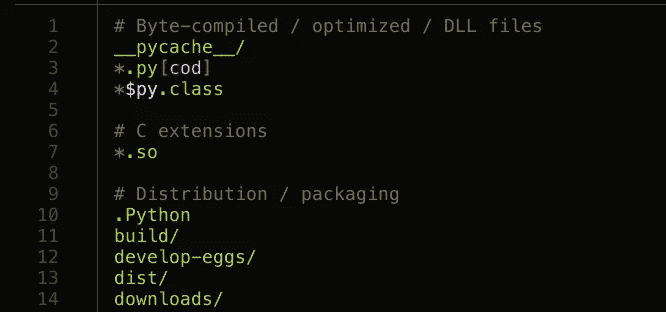 1 # Byte-compiled / optimized / DLL files
2 __pycache__/
3 *.py[cod]
4 *$py.class
5
6 # C extensions
7 *.so
8
9 # Distribution / packaging
10 .Python
11 build/
12 develop-eggs/
13 dist/
14 downloads/